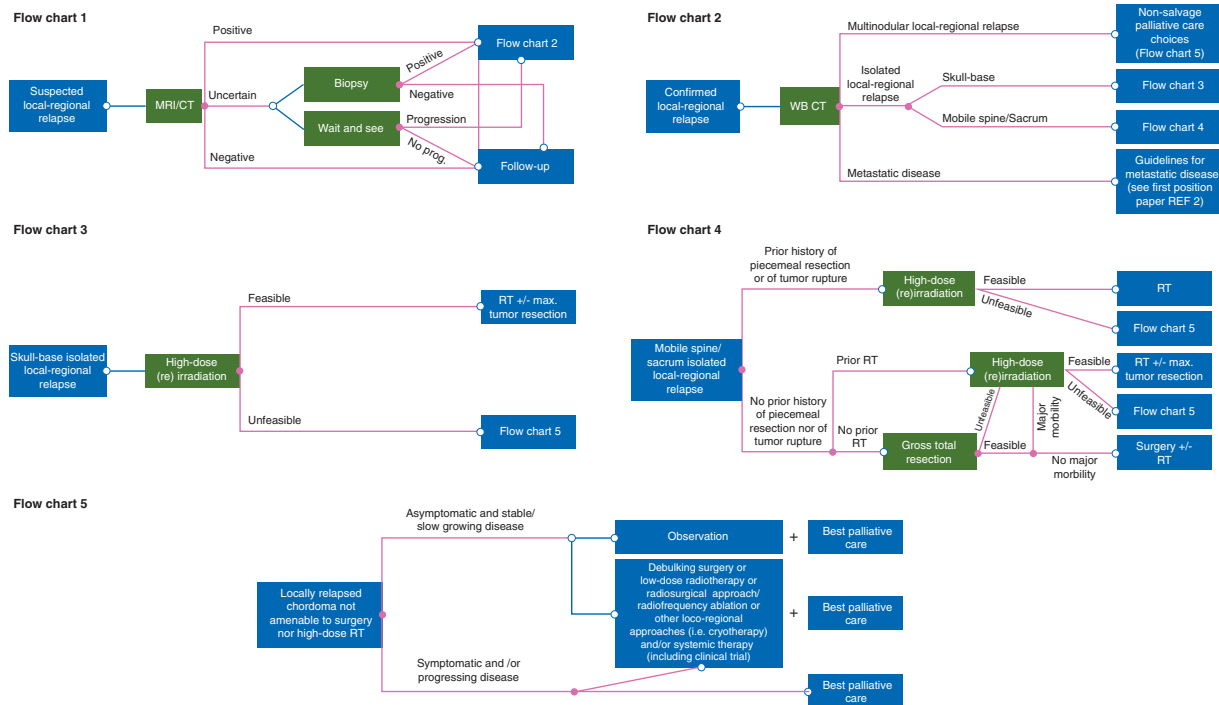 Flow chart 1
Positive
Suspected
local-regional
relapse
MRI/CT
Uncertain
Biopsy
Wait and see
Positive
Negative
Progression
No prog.
Negative
Flow chart 2
Follow-up
Flow chart 2
Confirmed
local-regional
relapse
WB CT
Multinodular local-regional relapse
Isolated
local-regional
relapse
Skull-base
Mobile spine/Sacrum
Metastatic disease
Non-salvage
palliative care
choices
(Flow chart 5)
Flow chart 3
Flow chart 4
Guidelines for
metastatic disease
(see first position
paper REF 2)
Flow chart 3
Skull-base isolated
local-regional
relapse
High-dose
(re) irradiation
Feasible
RT +/- max.
tumor resection
Unfeasible
Flow chart 5
Flow chart 4
Mobile spine/
sacrum isolated
local-regional
relapse
Prior history of
piecemeal resection
or of tumor rupture
High-dose
(re)irradiation
Feasible
Unfeasible
RT
Flow chart 5
No prior history
of piecemeal
resection nor of
tumor rupture
Prior RT
High-dose
(re)irradiation
Feasible
Unfeasible
RT +/- max.
tumor resection
Flow chart 5
No prior
RT
Gross total
resection
Unfeasible
Feasible
Major
morbility
No major
morbility
Surgery +/-
RT
Flow chart 5
Locally relapsed
chordoma not
amenable to surgery
nor high-dose RT
Asymptomatic and stable/
slow growing disease
Observation
+
Best palliative
care
Debulking surgery or
low-dose radiotherapy or
radiosurgical approach/
radiofrequency ablation or
other loco-regional
approaches (i.e. cryotherapy)
and/or systemic therapy
(including clinical trial)
+
Best palliative
care
Symptomatic and /or
progressing disease
Best palliative
care